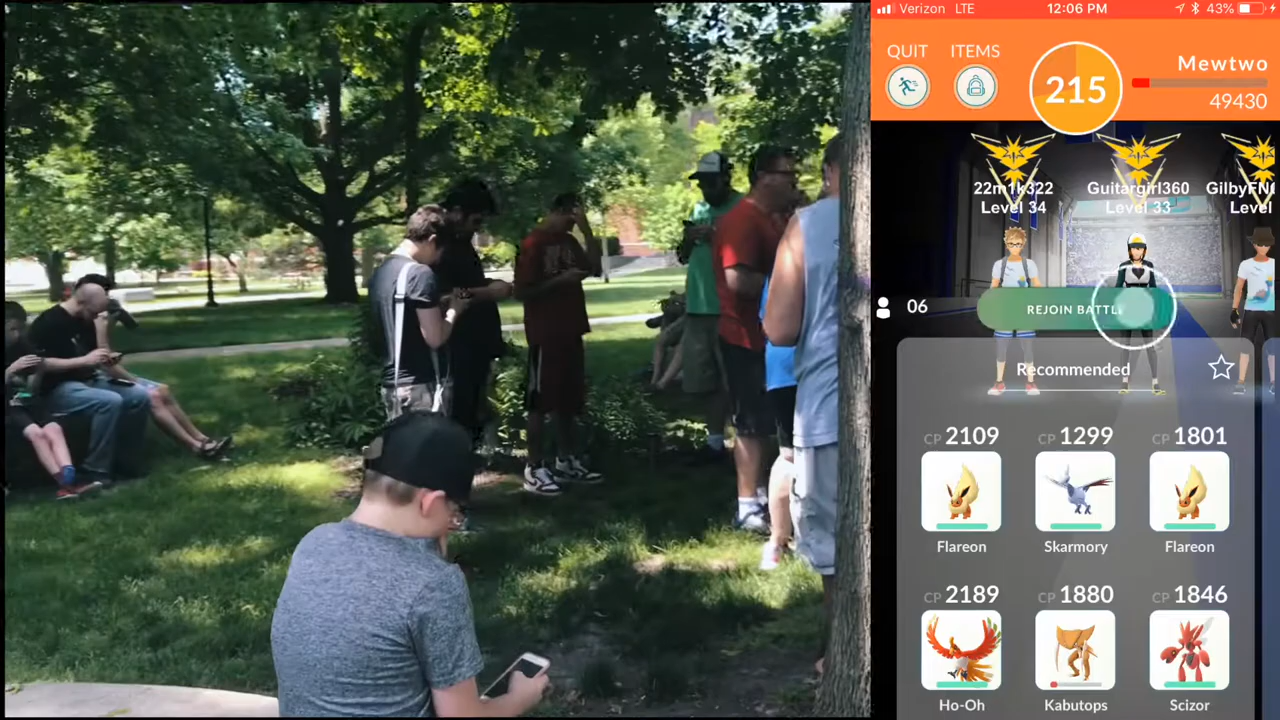 Verizon LTE 12:06 PM 43%
QUIT ITEMS
215
Mewtwo
49430
22m1k322 Guitargirl360
Level 34 Level 33 Level
06
REJOIN BATTLE
Recommended
CP 2109 CP 1299 CP 1801
Flareon Skarmory Flareon
CP 2189 CP 1880 CP 1846
Ho-Oh Kabutops Scizor